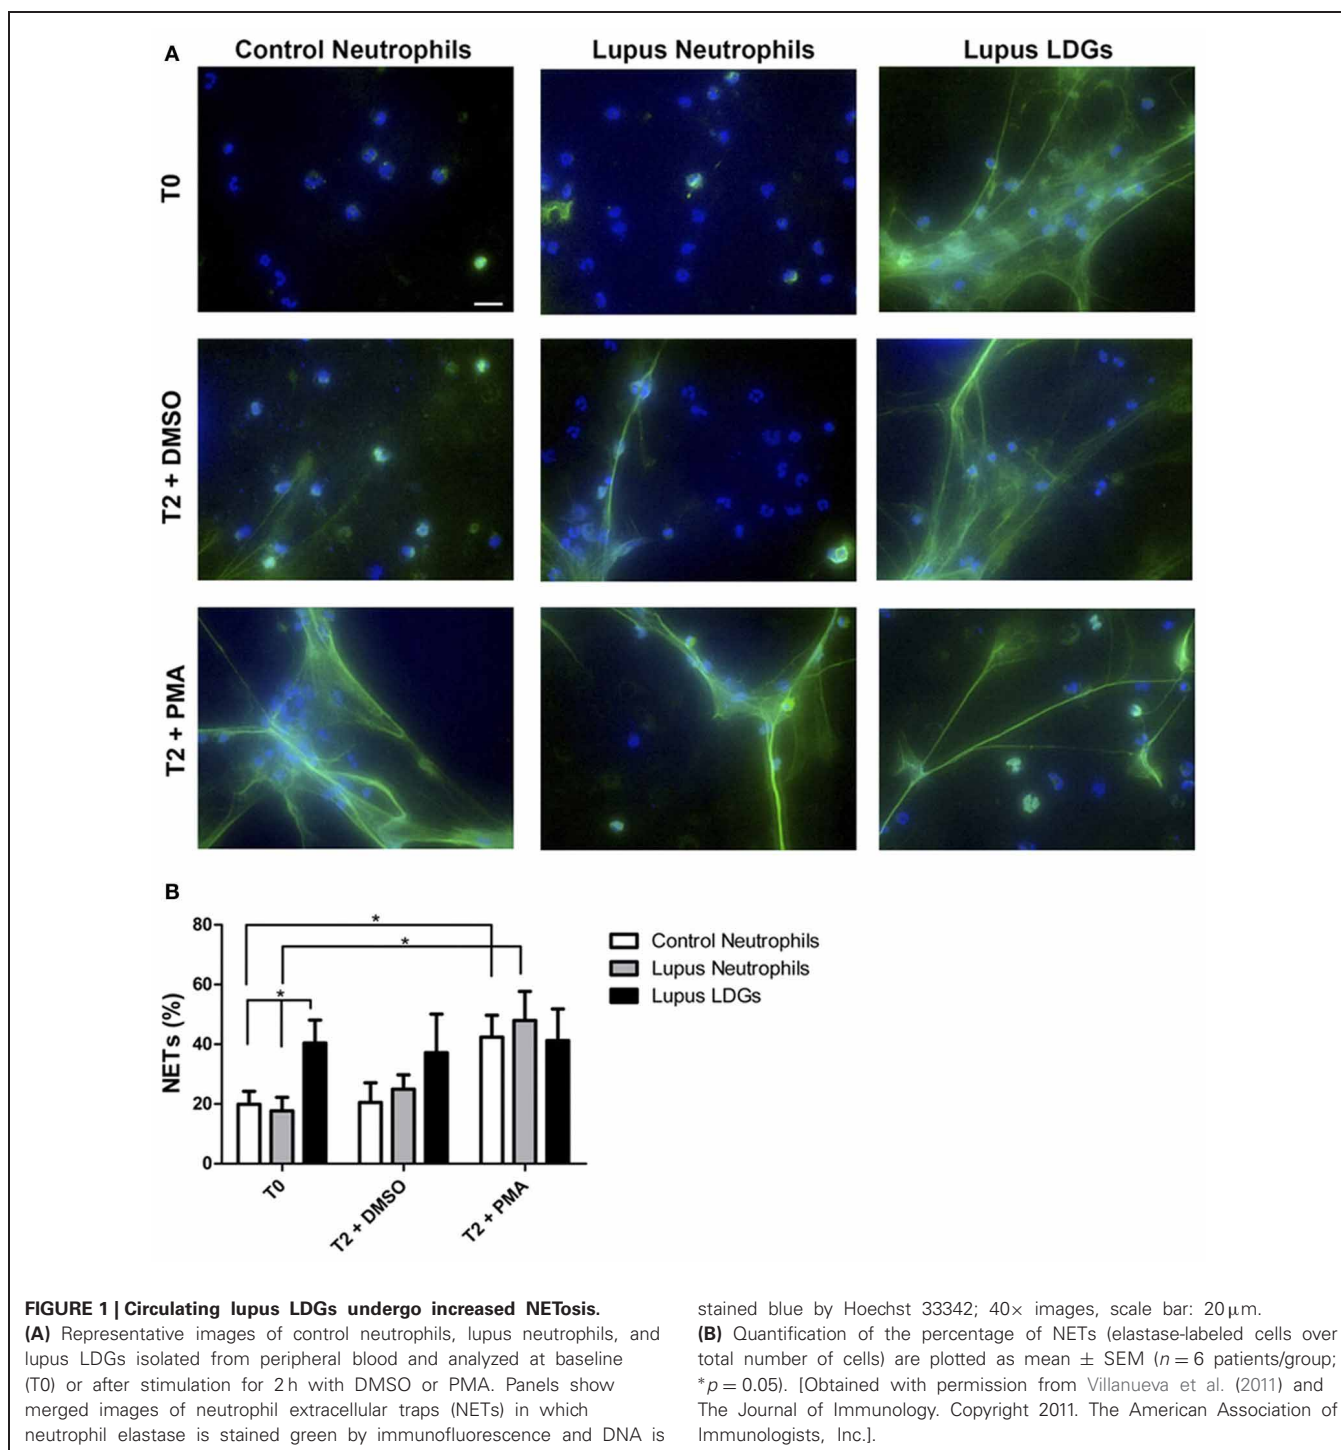 A
Control Neutrophils
Lupus Neutrophils
Lupus LDGs
T0
T2 + DMSO
T2 + PMA
B
NETs (%)
80
60
40
20
0
*
*
*
T0
T2 + DMSO
T2 + PMA
Control Neutrophils
Lupus Neutrophils
Lupus LDGs
FIGURE 1 | Circulating lupus LDGs undergo increased NETosis.
(A) Representative images of control neutrophils, lupus neutrophils, and
lupus LDGs isolated from peripheral blood and analyzed at baseline
(T0) or after stimulation for 2 h with DMSO or PMA. Panels show
merged images of neutrophil extracellular traps (NETs) in which
neutrophil elastase is stained green by immunofluorescence and DNA is
stained blue by Hoechst 33342; 40× images, scale bar: 20 μm.
(B) Quantification of the percentage of NETs (elastase-labeled cells over
total number of cells) are plotted as mean ± SEM (n = 6 patients/group;
*p = 0.05). [Obtained with permission from Villanueva et al. (2011) and
The Journal of Immunology. Copyright 2011. The American Association of
Immunologists, Inc.].